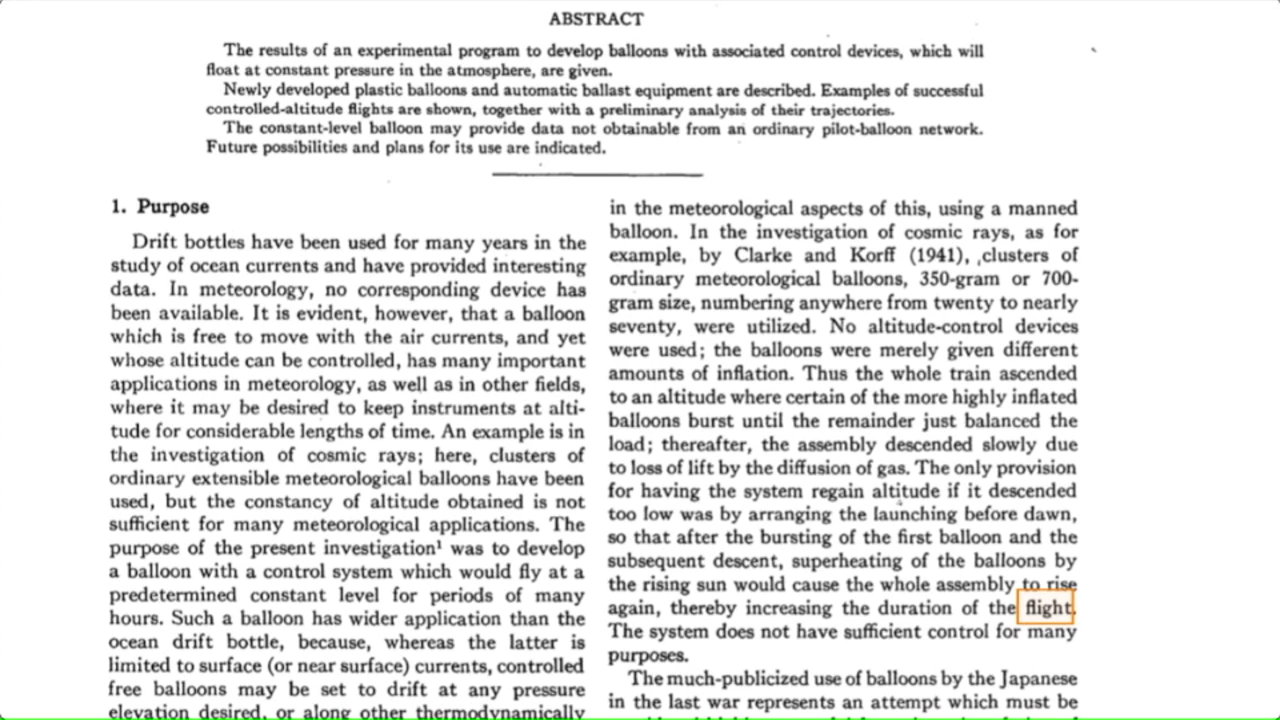 ABSTRACT
The results of an experimental program to develop balloons with associated control devices, which will
float at constant pressure in the atmosphere, are given.
Newly developed plastic balloons and automatic ballast equipment are described. Examples of successful
controlled-altitude flights are shown, together with a preliminary analysis of their trajectories.
The constant-level balloon may provide data not obtainable from an ordinary pilot-balloon network.
Future possibilities and plans for its use are indicated.
1. Purpose
Drift bottles have been used for many years in the
study of ocean currents and have provided interesting
data. In meteorology, no corresponding device has
been available. It is evident, however, that a balloon
which is free to move with the air currents, and yet
whose altitude can be controlled, has many important
applications in meteorology, as well as in other fields,
where it may be desired to keep instruments at alti-
tude for considerable lengths of time. An example is in
the investigation of cosmic rays; here, clusters of
ordinary extensible meteorological balloons have been
used, but the constancy of altitude obtained is not
sufficient for many meteorological applications. The
purpose of the present investigation¹ was to develop
a balloon with a control system which would fly at a
predetermined constant level for periods of many
hours. Such a balloon has wider application than the
ocean drift bottle, because, whereas the latter is
limited to surface (or near surface) currents, controlled
free balloons may be set to drift at any pressure
elevation desired, or along other thermodynamically
in the meteorological aspects of this, using a manned
balloon. In the investigation of cosmic rays, as for
example, by Clarke and Korff (1941), clusters of
ordinary meteorological balloons, 350-gram or 700-
gram size, numbering anywhere from twenty to nearly
seventy, were utilized. No altitude-control devices
were used; the balloons were merely given different
amounts of inflation. Thus the whole train ascended
to an altitude where certain of the more highly inflated
balloons burst until the remainder just balanced the
load; thereafter, the assembly descended slowly due
to loss of lift by the diffusion of gas. The only provision
for having the system regain altitude if it descended
too low was by arranging the launching before dawn,
so that after the bursting of the first balloon and the
subsequent descent, superheating of the balloons by
the rising sun would cause the whole assembly to rise
again, thereby increasing the duration of the flight.
The system does not have sufficient control for many
purposes.
The much-publicized use of balloons by the Japanese
in the last war represents an attempt which must be